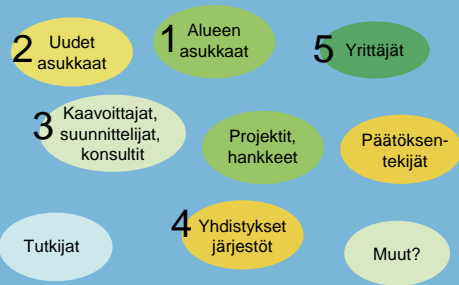 2 Uudet
asukkaat
1 Alueen
asukkaat
5 Yrittäjät
3 Kaavoittajat,
suunnittelijat,
konsultit
Projektit,
hankkeet
Päätöksen-
tekijät
Tutkijat
4 Yhdistykset
järjestöt
Muut?